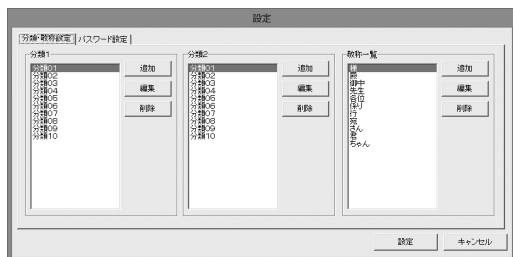 設定
分類・敬称設定 パスワード設定
分類1
分類01
分類02
分類03
分類04
分類05
分類06
分類07
分類08
分類09
分類10
追加
編集
削除
分類2
分類01
分類02
分類03
分類04
分類05
分類06
分類07
分類08
分類09
分類10
追加
編集
削除
敬称一覧
様
殿
御中
先生
各位
係り
行
宛
さん
君
ちゃん
追加
編集
削除
設定 キャンセル